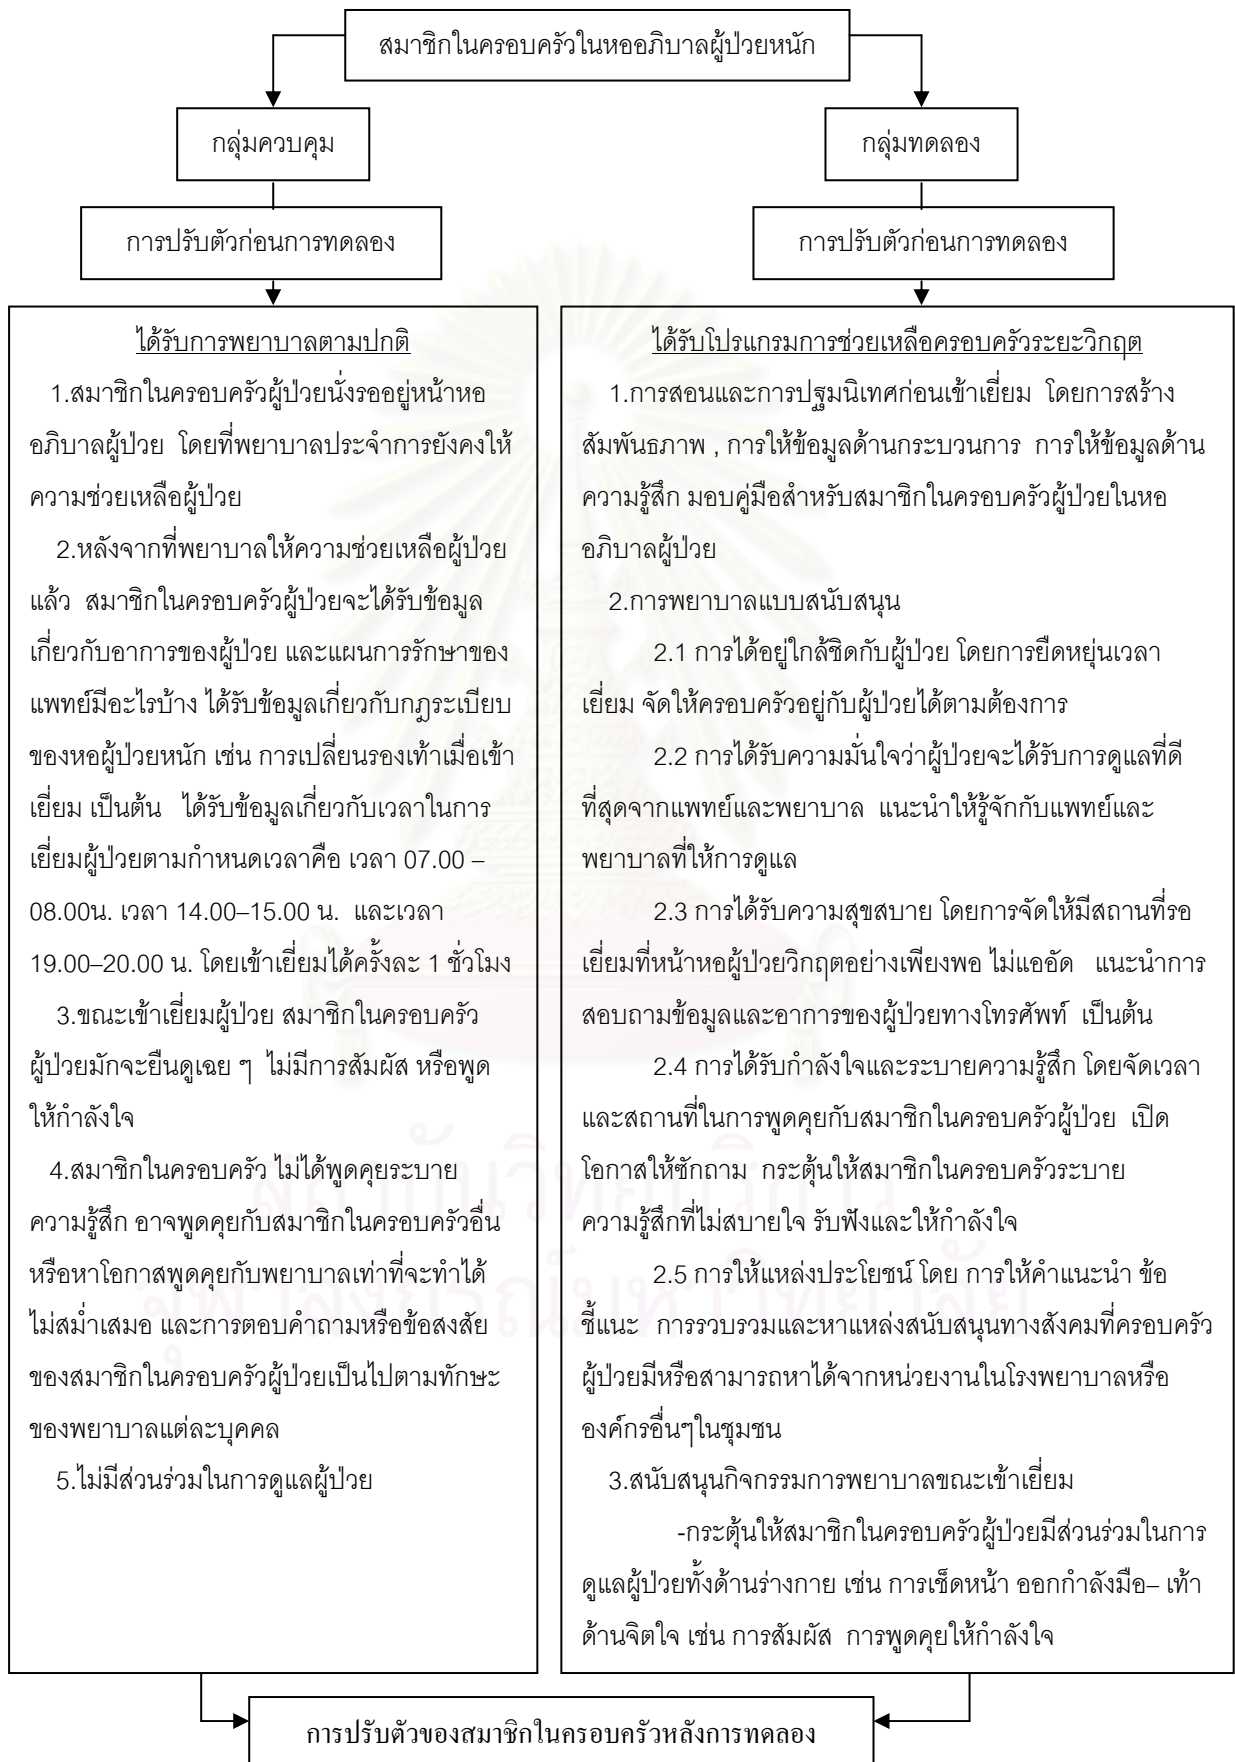 สมาชิกในครอบครัวในหออภิบาลผู้ป่วยหนัก
กลุ่มควบคุม
กลุ่มทดลอง
การปรับตัวก่อนการทดลอง
การปรับตัวก่อนการทดลอง
ได้รับการพยาบาลตามปกติ
1.สมาชิกในครอบครัวผู้ป่วยนั่งรออยู่หน้าหอ
อภิบาลผู้ป่วย โดยที่พยาบาลประจำการยังคงให้
ความช่วยเหลือผู้ป่วย
2.หลังจากที่พยาบาลให้ความช่วยเหลือผู้ป่วย
แล้ว สมาชิกในครอบครัวผู้ป่วยจะได้รับข้อมูล
เกี่ยวกับอาการของผู้ป่วย และแผนการรักษาของ
แพทย์มีอะไรบ้าง ได้รับข้อมูลเกี่ยวกับกฎระเบียบ
ของหอผู้ป่วยหนัก เช่น การเปลี่ยนรองเท้าเมื่อเข้า
เยี่ยม เป็นต้น ได้รับข้อมูลเกี่ยวกับเวลาในการ
เยี่ยมผู้ป่วยตามกำหนดเวลาคือ เวลา 07.00 –
08.00น. เวลา 14.00–15.00 น. และเวลา
19.00–20.00 น. โดยเข้าเยี่ยมได้ครั้งละ 1 ชั่วโมง
3.ขณะเข้าเยี่ยมผู้ป่วย สมาชิกในครอบครัว
ผู้ป่วยมักจะยืนดูเฉย ๆ ไม่มีการสัมผัส หรือพูด
ให้กำลังใจ
4.สมาชิกในครอบครัว ไม่ได้พูดคุยระบาย
ความรู้สึก อาจพูดคุยกับสมาชิกในครอบครัวอื่น
หรือหาโอกาสพูดคุยกับพยาบาลเท่าที่จะทำได้
ไม่สม่ำเสมอ และการตอบคำถามหรือข้อสงสัย
ของสมาชิกในครอบครัวผู้ป่วยเป็นไปตามทักษะ
ของพยาบาลแต่ละบุคคล
5.ไม่มีส่วนร่วมในการดูแลผู้ป่วย
ได้รับโปรแกรมการช่วยเหลือครอบครัวระยะวิกฤต
1.การสอนและการปฐมนิเทศก่อนเข้าเยี่ยม โดยการสร้าง
สัมพันธภาพ , การให้ข้อมูลด้านกระบวนการ การให้ข้อมูลด้าน
ความรู้สึก มอบคู่มือสำหรับสมาชิกในครอบครัวผู้ป่วยในหอ
อภิบาลผู้ป่วย
2.การพยาบาลแบบสนับสนุน
2.1 การได้อยู่ใกล้ชิดกับผู้ป่วย โดยการยืดหยุ่นเวลา
เยี่ยม จัดให้ครอบครัวอยู่กับผู้ป่วยได้ตามต้องการ
2.2 การได้รับความมั่นใจว่าผู้ป่วยจะได้รับการดูแลที่ดี
ที่สุดจากแพทย์และพยาบาล แนะนำให้รู้จักกับแพทย์และ
พยาบาลที่ให้การดูแล
2.3 การได้รับความสุขสบาย โดยการจัดให้มีสถานที่รอ
เยี่ยมที่หน้าหอผู้ป่วยวิกฤตอย่างเพียงพอ ไม่แออัด แนะนำการ
สอบถามข้อมูลและอาการของผู้ป่วยทางโทรศัพท์ เป็นต้น
2.4 การได้รับกำลังใจและระบายความรู้สึก โดยจัดเวลา
และสถานที่ในการพูดคุยกับสมาชิกในครอบครัวผู้ป่วย เปิด
โอกาสให้ซักถาม กระตุ้นให้สมาชิกในครอบครัวระบาย
ความรู้สึกที่ไม่สบายใจ รับฟังและให้กำลังใจ
2.5 การให้แหล่งประโยชน์ โดย การให้คำแนะนำ ข้อ
ชี้แนะ การรวบรวมและหาแหล่งสนับสนุนทางสังคมที่ครอบครัว
ผู้ป่วยมีหรือสามารถหาได้จากหน่วยงานในโรงพยาบาลหรือ
องค์กรอื่นๆในชุมชน
3.สนับสนุนกิจกรรมการพยาบาลขณะเข้าเยี่ยม
-กระตุ้นให้สมาชิกในครอบครัวผู้ป่วยมีส่วนร่วมในการ
ดูแลผู้ป่วยทั้งด้านร่างกาย เช่น การเช็ดหน้า ออกกำลังมือ– เท้า
ด้านจิตใจ เช่น การสัมผัส การพูดคุยให้กำลังใจ
การปรับตัวของสมาชิกในครอบครัวหลังการทดลอง
สถาบันวิทยบริการ
จุฬาลงกรณ์มหาวิทยาลัย